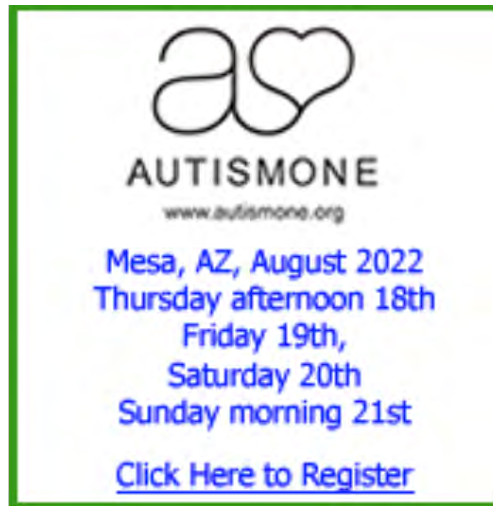 AUTISMONE
www.autismone.org
Mesa, AZ, August 2022
Thursday afternoon 18th
Friday 19th,
Saturday 20th
Sunday morning 21st
Click Here to Register